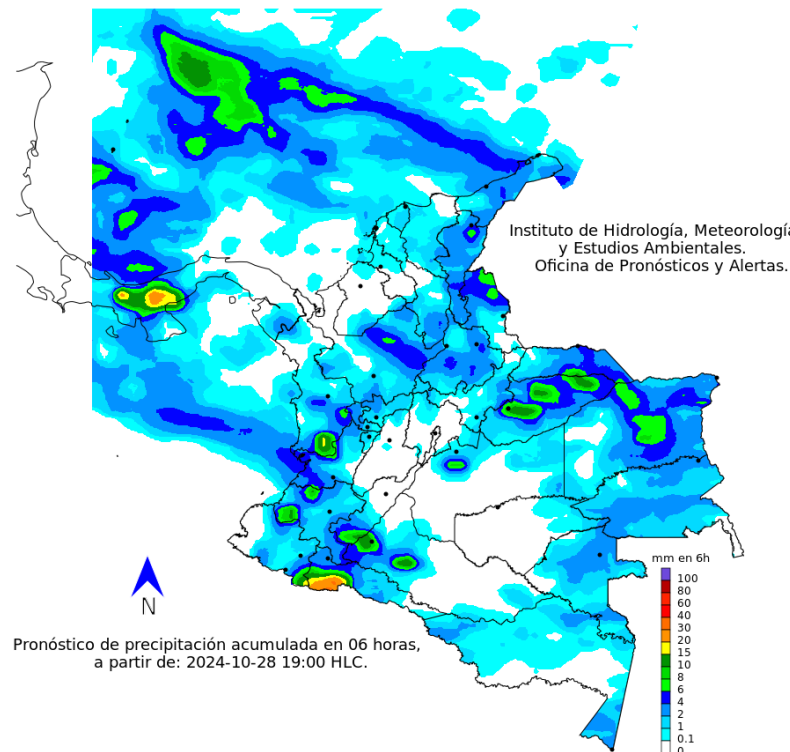 Instituto de Hidrología, Meteorología
y Estudios Ambientales.
Oficina de Pronósticos y Alertas.
mm en 6h
100
80
60
40
30
20
15
10
8
6
4
2
1
0.1
0
N
Pronóstico de precipitación acumulada en 06 horas,
a partir de: 2024-10-28 19:00 HLC.